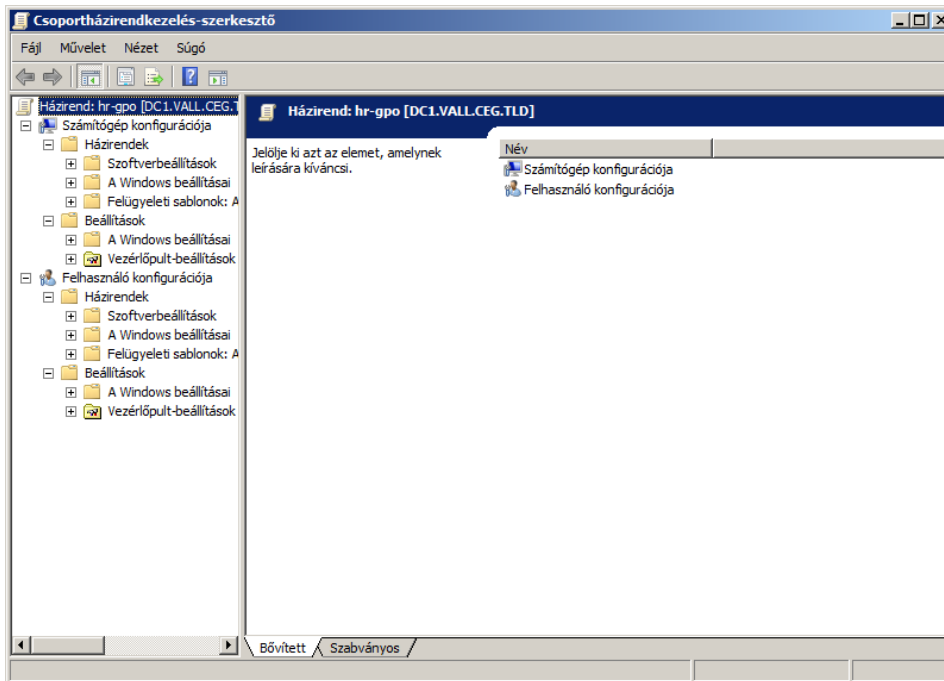 Csoportházirendkezelés-szerkesztő
Fájl Művelet Nézet Súgó
Házirend: hr-gpo [DC1.VALL.CEG.T
Számítógép konfigurációja
Házirendek
Szoftverbeállítások
A Windows beállításai
Felügyeleti sablonok: A
Beállítások
A Windows beállításai
Vezérlőpult-beállítások
Felhasználó konfigurációja
Házirendek
Szoftverbeállítások
A Windows beállításai
Felügyeleti sablonok: A
Beállítások
A Windows beállításai
Vezérlőpult-beállítások
Házirend: hr-gpo [DC1.VALL.CEG.TLD]
Jelölje ki azt az elemet, amelynek
leírására kíváncsi.
Név
Számítógép konfigurációja
Felhasználó konfigurációja
Bővített Szabványos